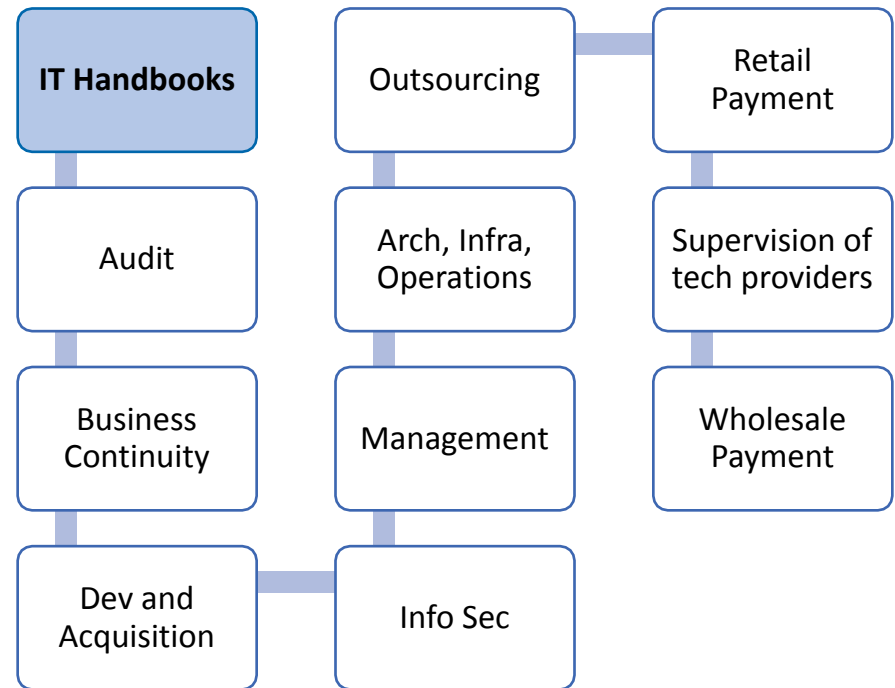 IT Handbooks
Audit
Business
Continuity
Dev and
Acquisition
Info Sec
Management
Arch, Infra,
Operations
Outsourcing
Retail
Payment
Supervision of
tech providers
Wholesale
Payment